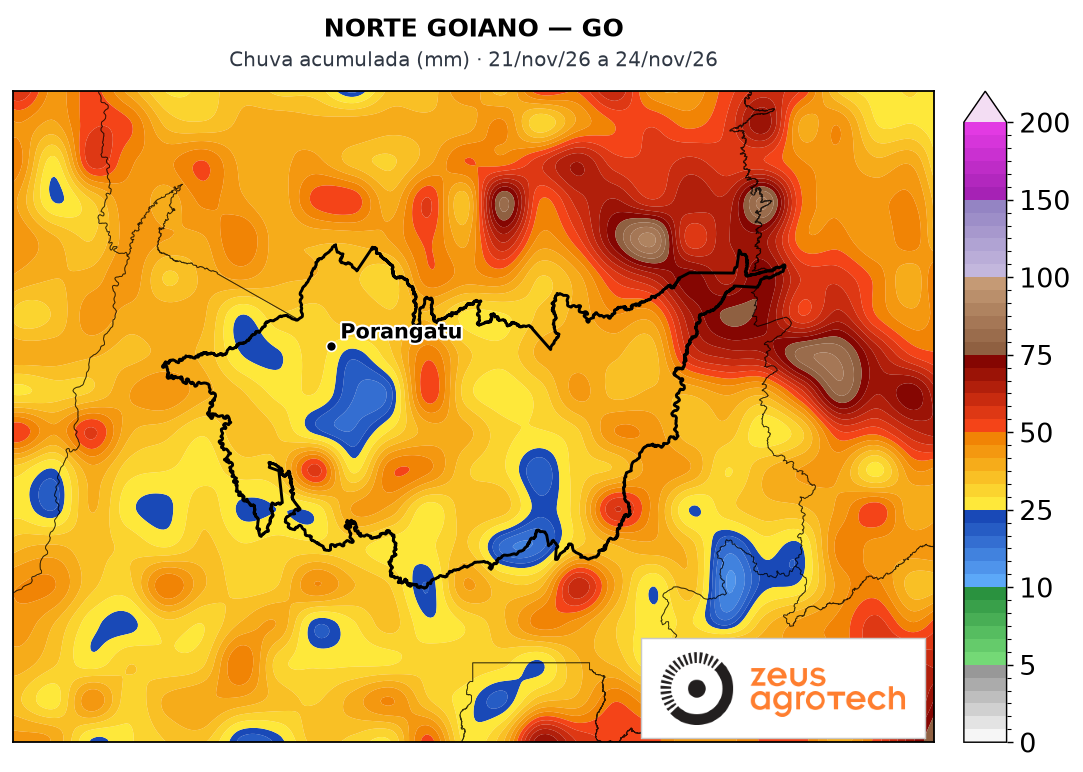 NORTE GOIANO — GO
Chuva acumulada (mm) · 21/nov/26 a 24/nov/26
Porangatu
200
150
100
75
50
25
10
5
0
zeus
agrotech